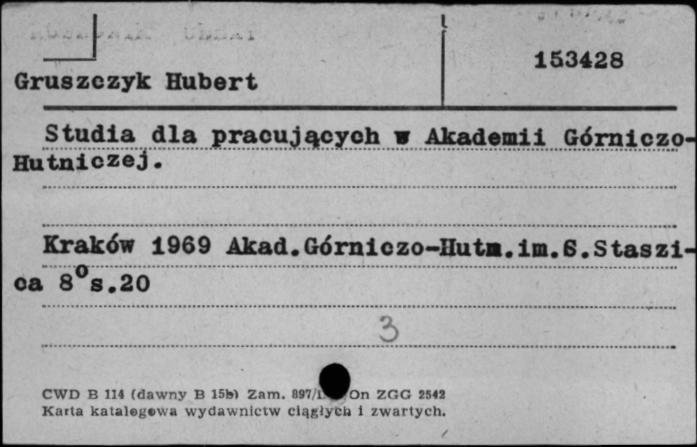 153428
Gruszczyk Hubert
Studia dla pracujących w Akademii Górniczo-
Hutniczej.
Kraków 1969 Akad.Górniczo-Hutn.im.S.Staszi-
ca 8°s.20
3
CWD B 114 (dawny B 15b) Zam. 897/ On ZGG 2542
Karta katalogowa wydawnictw ciągłych i zwartych.